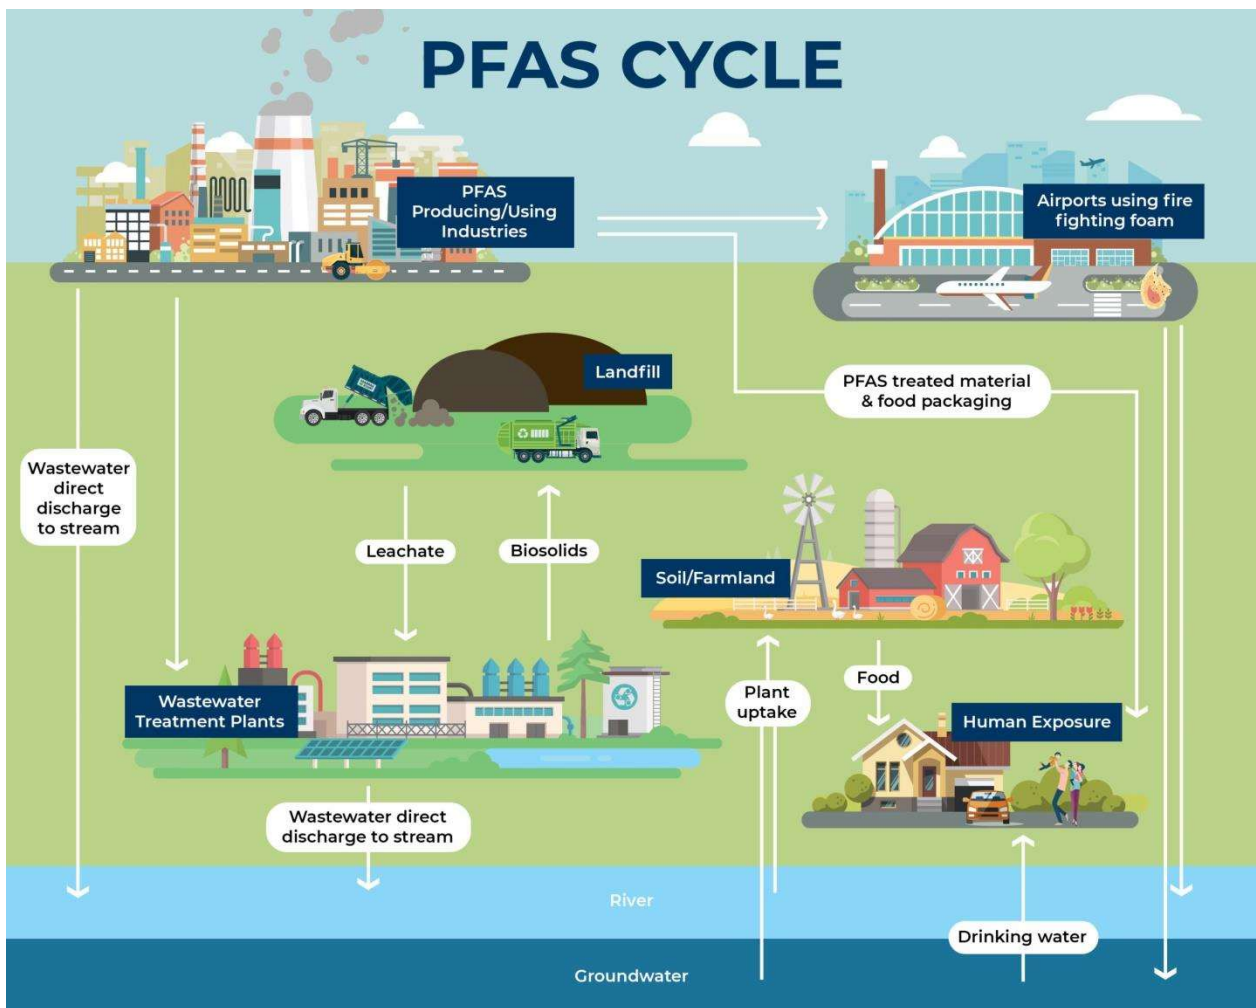 PFAS CYCLE
PFAS
Producing/Using
Industries
Airports using fire
fighting foam
Landfill
PFAS treated material
& food packaging
Wastewater
direct
discharge
to stream
Leachate
Biosolids
Soil/Farmland
Wastewater
Treatment Plants
Plant
uptake
Food
Human Exposure
Wastewater direct
discharge to stream
River
Drinking water
Groundwater